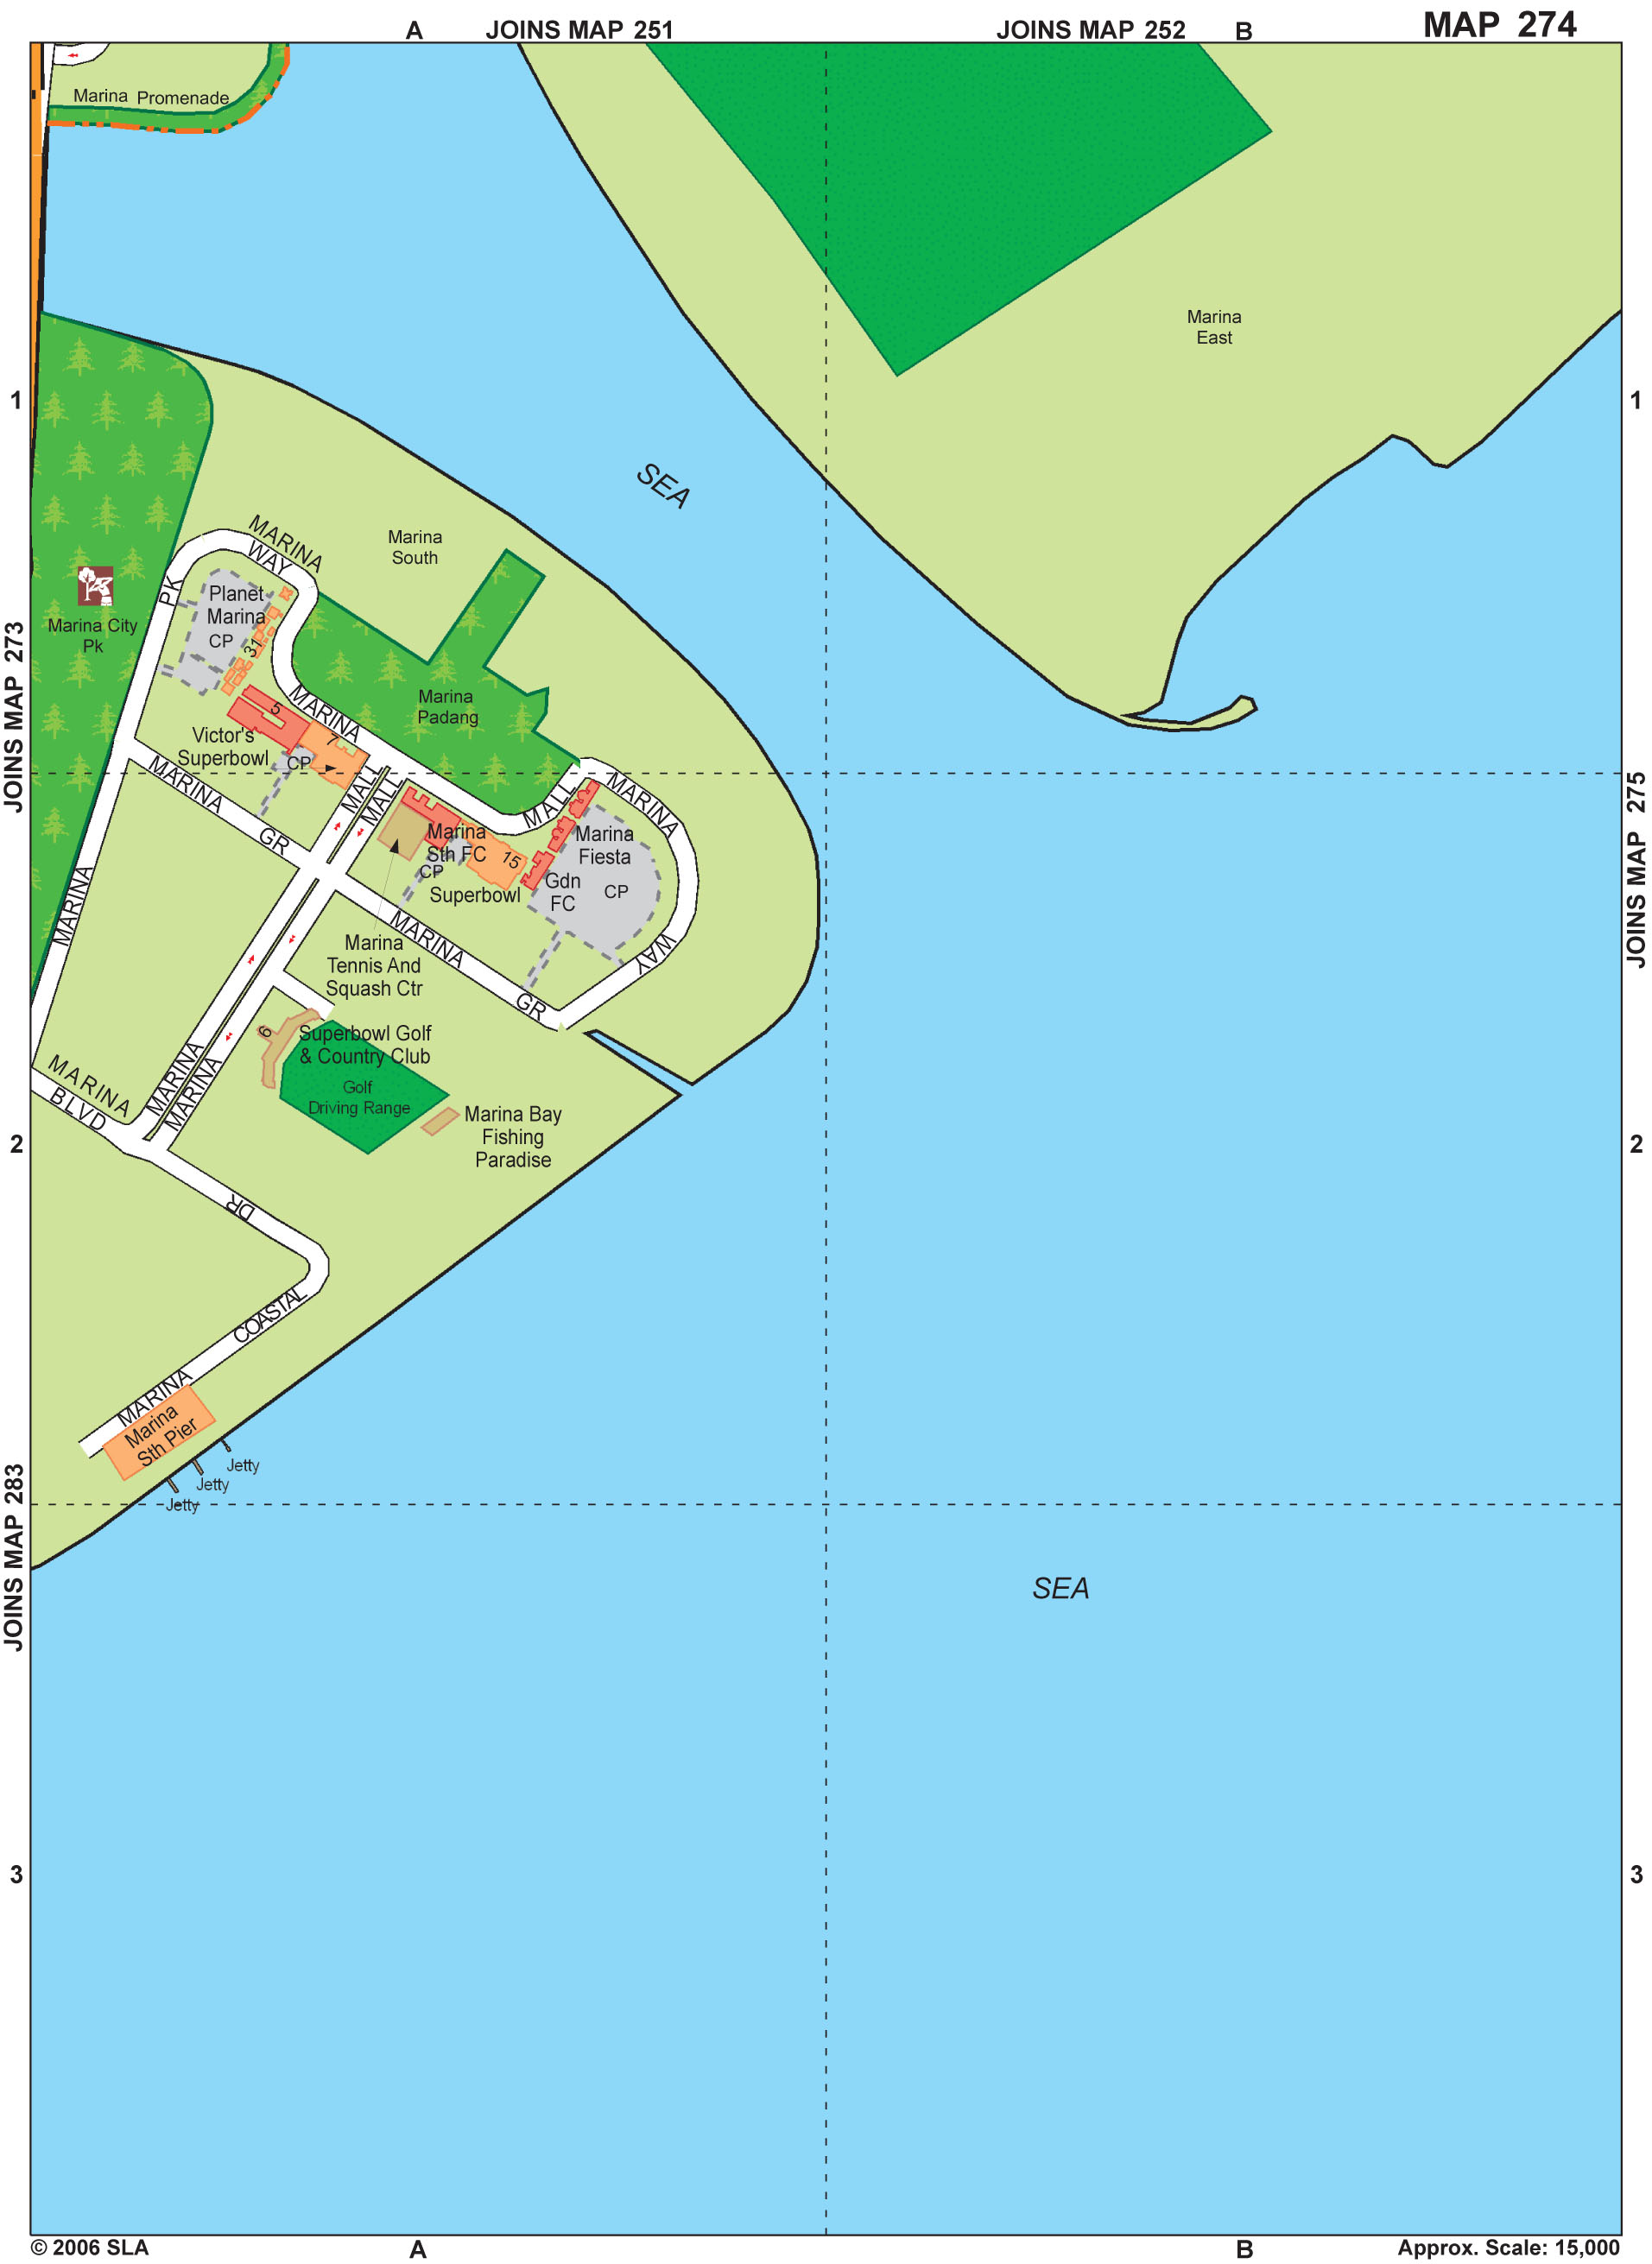 A
JOINS MAP 251
JOINS MAP 252
B
MAP 274
Marina Promenade
Marina
East
1
1
SEA
MARINA
WAY
Marina
South
PK
Planet
Marina
CP
31
Marina City
Pk
JOINS MAP 273
MARINA
Marina
Padang
5
7
Victor's
Superbowl
CP
MALL
MALL
MARINA
GR
MALL
MARINA
JOINS MAP 275
Marina
Sth FC
CP
15
Superbowl
Marina
Fiesta
Gdn
FC
CP
MARINA
MARINA
GR
WAY
Marina
Tennis And
Squash Ctr
6
Superbowl Golf
& Country Club
Golf
Driving Range
MARINA
BLVD
MARINA
MARINA
Marina Bay
Fishing
Paradise
2
2
DR
COASTAL
MARINA
Marina
Sth Pier
Jetty
Jetty
Jetty
JOINS MAP 283
SEA
3
3
© 2006 SLA
A
B
Approx. Scale: 15,000